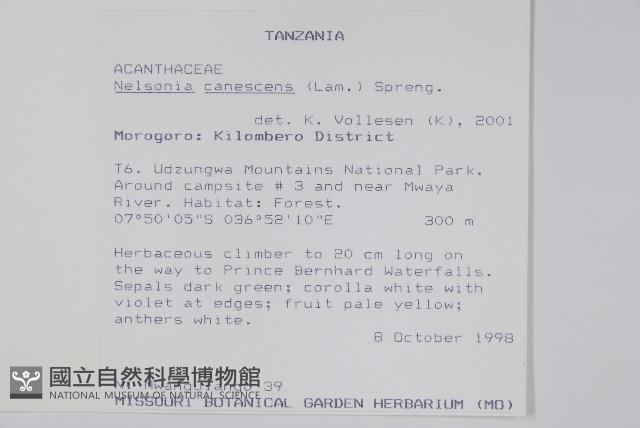 TANZANIA
ACANTHACEAE
Nelsonia canescens (Lam.) Spreng.
det. K. Vollesen (K), 2001
Morogoro: Kilombero District
T6. Udzungwa Mountains National Park.
Around campsite # 3 and near Mwaya
River. Habitat: Forest.
07°50'05"S 036°52'10"E 300 m
Herbaceous climber to 20 cm long on
the way to Prince Bernhard Waterfalls.
Sepals dark green; corolla white with
violet at edges; fruit pale yellow;
anthers white.
8 October 1998
國立自然科學博物館
NATIONAL MUSEUM OF NATURAL SCIENCE
39
MISSOURI BOTANICAL GARDEN HERBARIUM (MO)